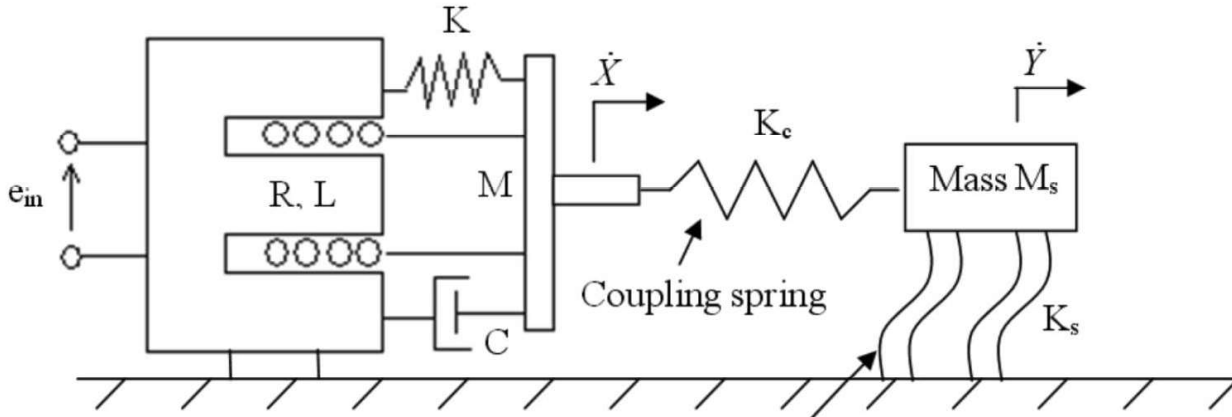 K
Ẋ
Ẏ
K_c
e_in
R, L
M
Mass M_s
Coupling spring
C
K_s